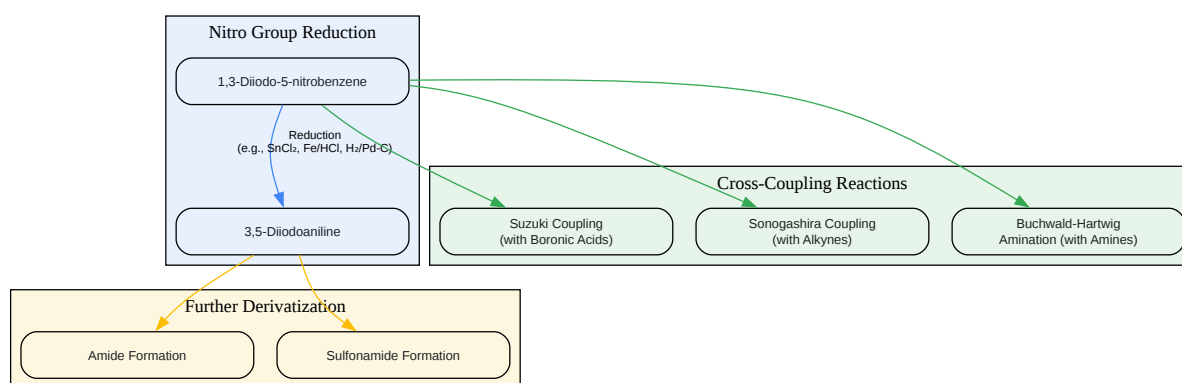 Nitro Group Reduction
1,3-Diiodo-5-nitrobenzene
Reduction
(e.g., SnCl₂, Fe/HCl, H₂/Pd-C)
Cross-Coupling Reactions
3,5-Diiodoaniline
Suzuki Coupling
(with Boronic Acids)
Sonogashira Coupling
(with Alkynes)
Buchwald-Hartwig
Amination (with Amines)
Further Derivatization
Amide Formation
Sulfonamide Formation